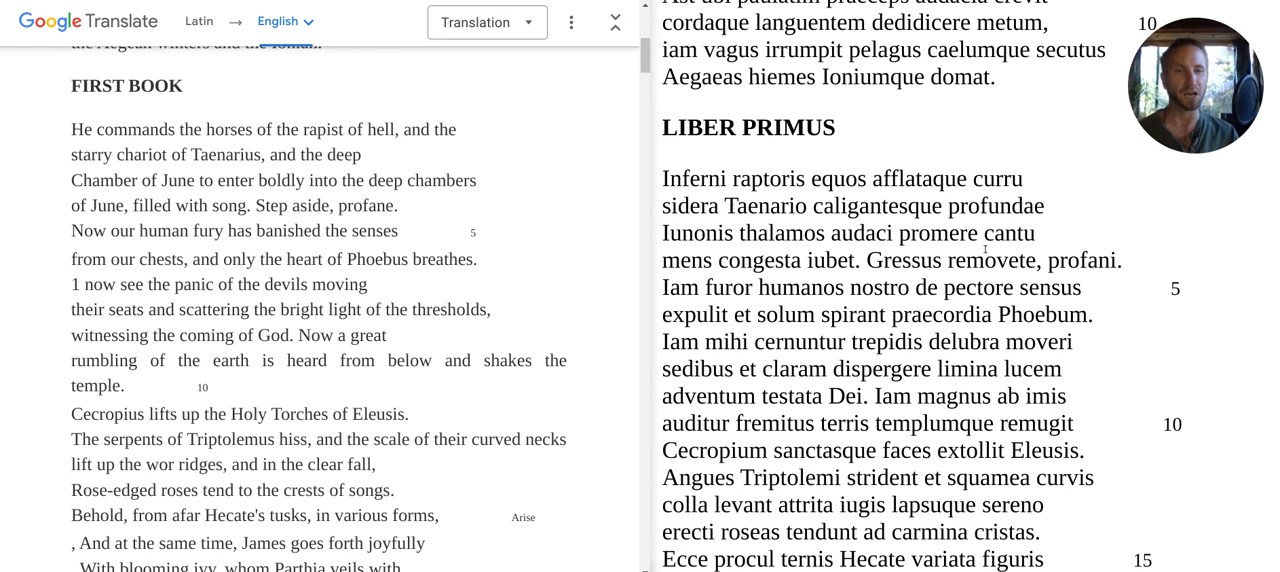 Google Translate
Latin → English
Translation
the Aegean winters and the Ionian.
FIRST BOOK
He commands the horses of the rapist of hell, and the
starry chariot of Taenarius, and the deep
Chamber of June to enter boldly into the deep chambers
of June, filled with song. Step aside, profane.
Now our human fury has banished the senses 5
from our chests, and only the heart of Phoebus breathes.
1 now see the panic of the devils moving
their seats and scattering the bright light of the thresholds,
witnessing the coming of God. Now a great
rumbling of the earth is heard from below and shakes the
temple. 10
Cecropius lifts up the Holy Torches of Eleusis.
The serpents of Triptolemus hiss, and the scale of their curved necks
lift up the wor ridges, and in the clear fall,
Rose-edged roses tend to the crests of songs.
Behold, from afar Hecate's tusks, in various forms, Arise
, And at the same time, James goes forth joyfully
. With blooming ivy, whom Parthia veils with
cordaque languentem dedidicere metum, 10
iam vagus irrumpit pelagus caelumque secutus
Aegaeas hiemes Ioniumque domat.
LIBER PRIMUS
Inferni raptoris equos afflataque curru
sidera Taenario caligantesque profundae
Iunonis thalamos audaci promere cantu
mens congesta iubet. Gressus removete, profani.
Iam furor humanos nostro de pectore sensus 5
expulit et solum spirant praecordia Phoebum.
Iam mihi cernuntur trepidis delubra moveri
sedibus et claram dispergere limina lucem
adventum testata Dei. Iam magnus ab imis
auditur fremitus terris templumque remugit 10
Cecropium sanctasque faces extollit Eleusis.
Angues Triptolemi strident et squamea curvis
colla levant attrita iugis lapsuque sereno
erecti roseas tendunt ad carmina cristas.
Ecce procul ternis Hecate variata figuris 15